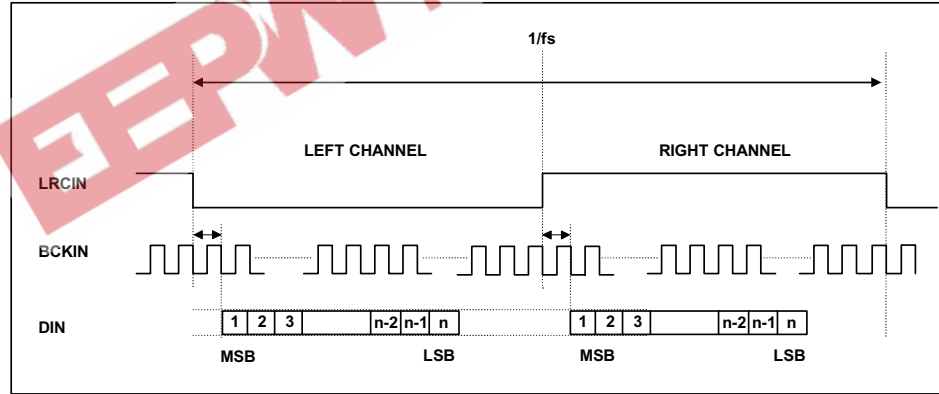 EEPW
1/fs
LEFT CHANNEL RIGHT CHANNEL
LRCIN
BCKIN
DIN
1 2 3 n-2 n-1 n 1 2 3 n-2 n-1 n
MSB LSB MSB LSB